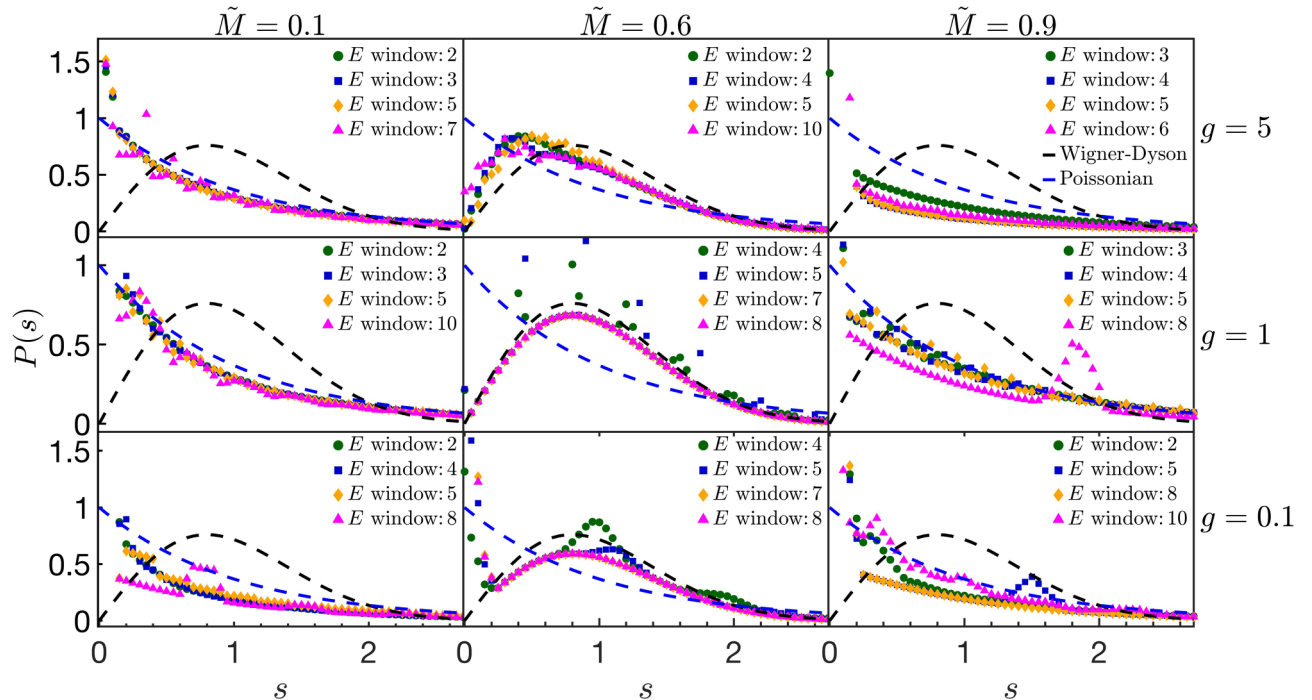 M̃ = 0.1 M̃ = 0.6 M̃ = 0.9
1.5
1
0.5
0
E window: 2
E window: 3
E window: 5
E window: 7
E window: 2
E window: 4
E window: 5
E window: 10
E window: 3
E window: 4
E window: 5
E window: 6
Wigner-Dyson
Poissonian
g = 5
P(s)
1
0.5
0
E window: 2
E window: 3
E window: 5
E window: 10
E window: 4
E window: 5
E window: 7
E window: 8
E window: 3
E window: 4
E window: 5
E window: 8
g = 1
1.5
1
0.5
0
E window: 2
E window: 4
E window: 5
E window: 8
E window: 4
E window: 5
E window: 7
E window: 8
E window: 2
E window: 5
E window: 8
E window: 10
g = 0.1
0 1 2 0 1 2 0 1 2
s s s